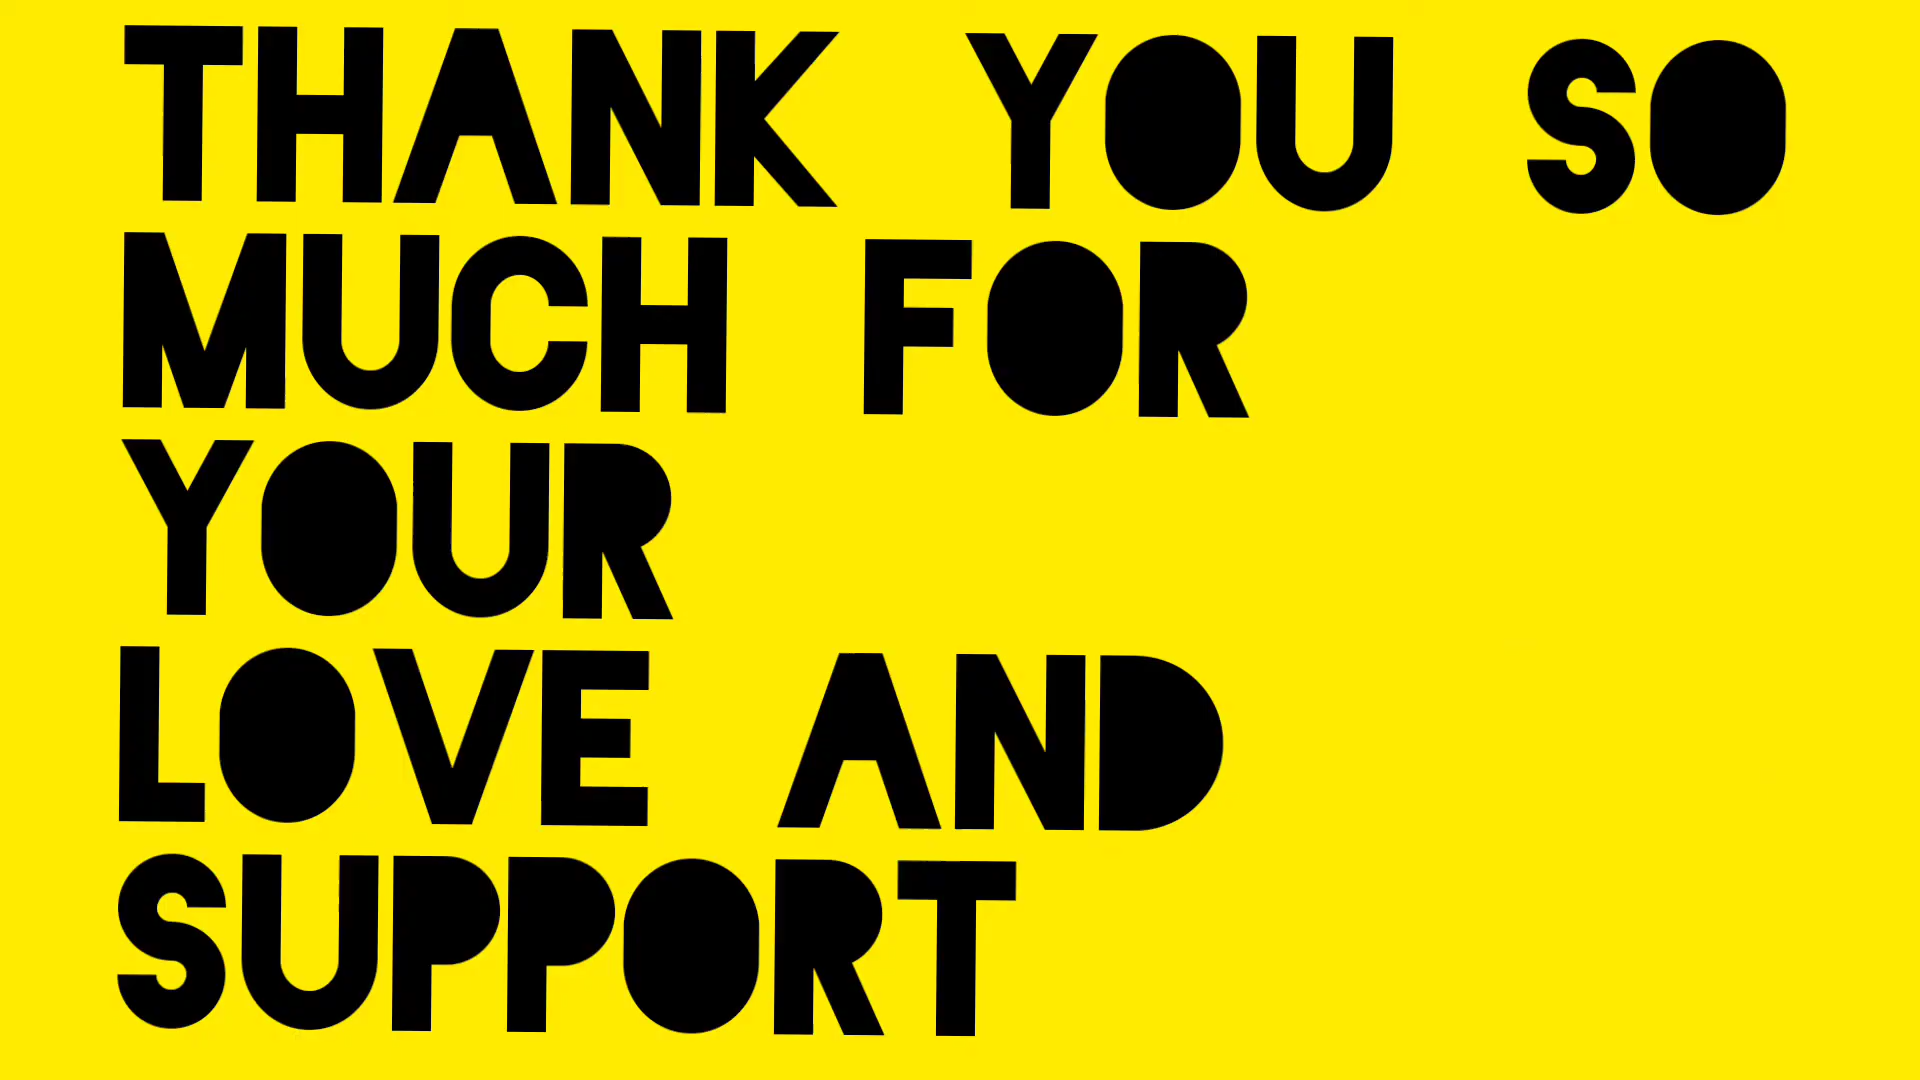 THANK YOU SO
MUCH FOR
YOUR
LOVE AND
SUPPORT